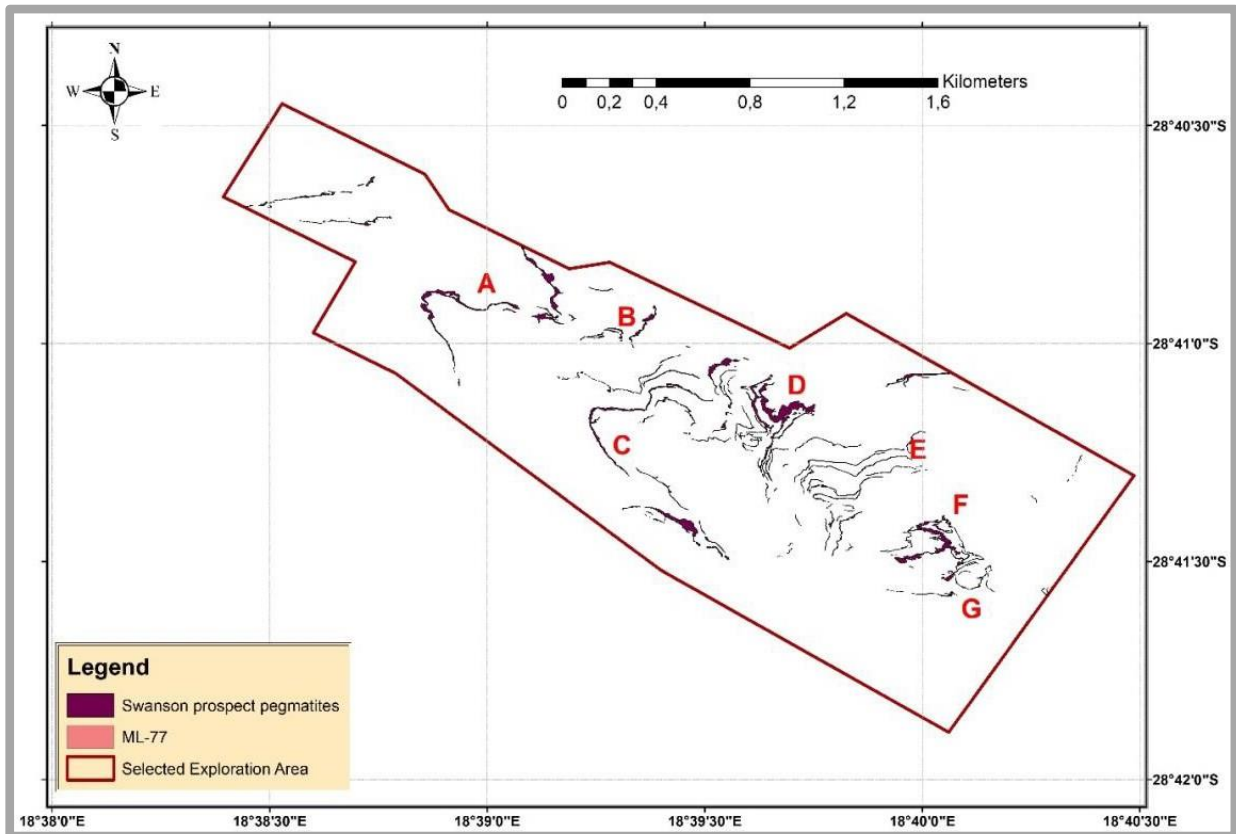 N
W E
S
Kilometers
0 0,2 0,4 0,8 1,2 1,6
28°40'30"S
A
B
28°41'0"S
D
C
E
F
28°41'30"S
G
Legend
Swanson prospect pegmatites
ML-77
Selected Exploration Area
28°42'0"S
18°38'0"E 18°38'30"E 18°39'0"E 18°39'30"E 18°40'0"E 18°40'30"E